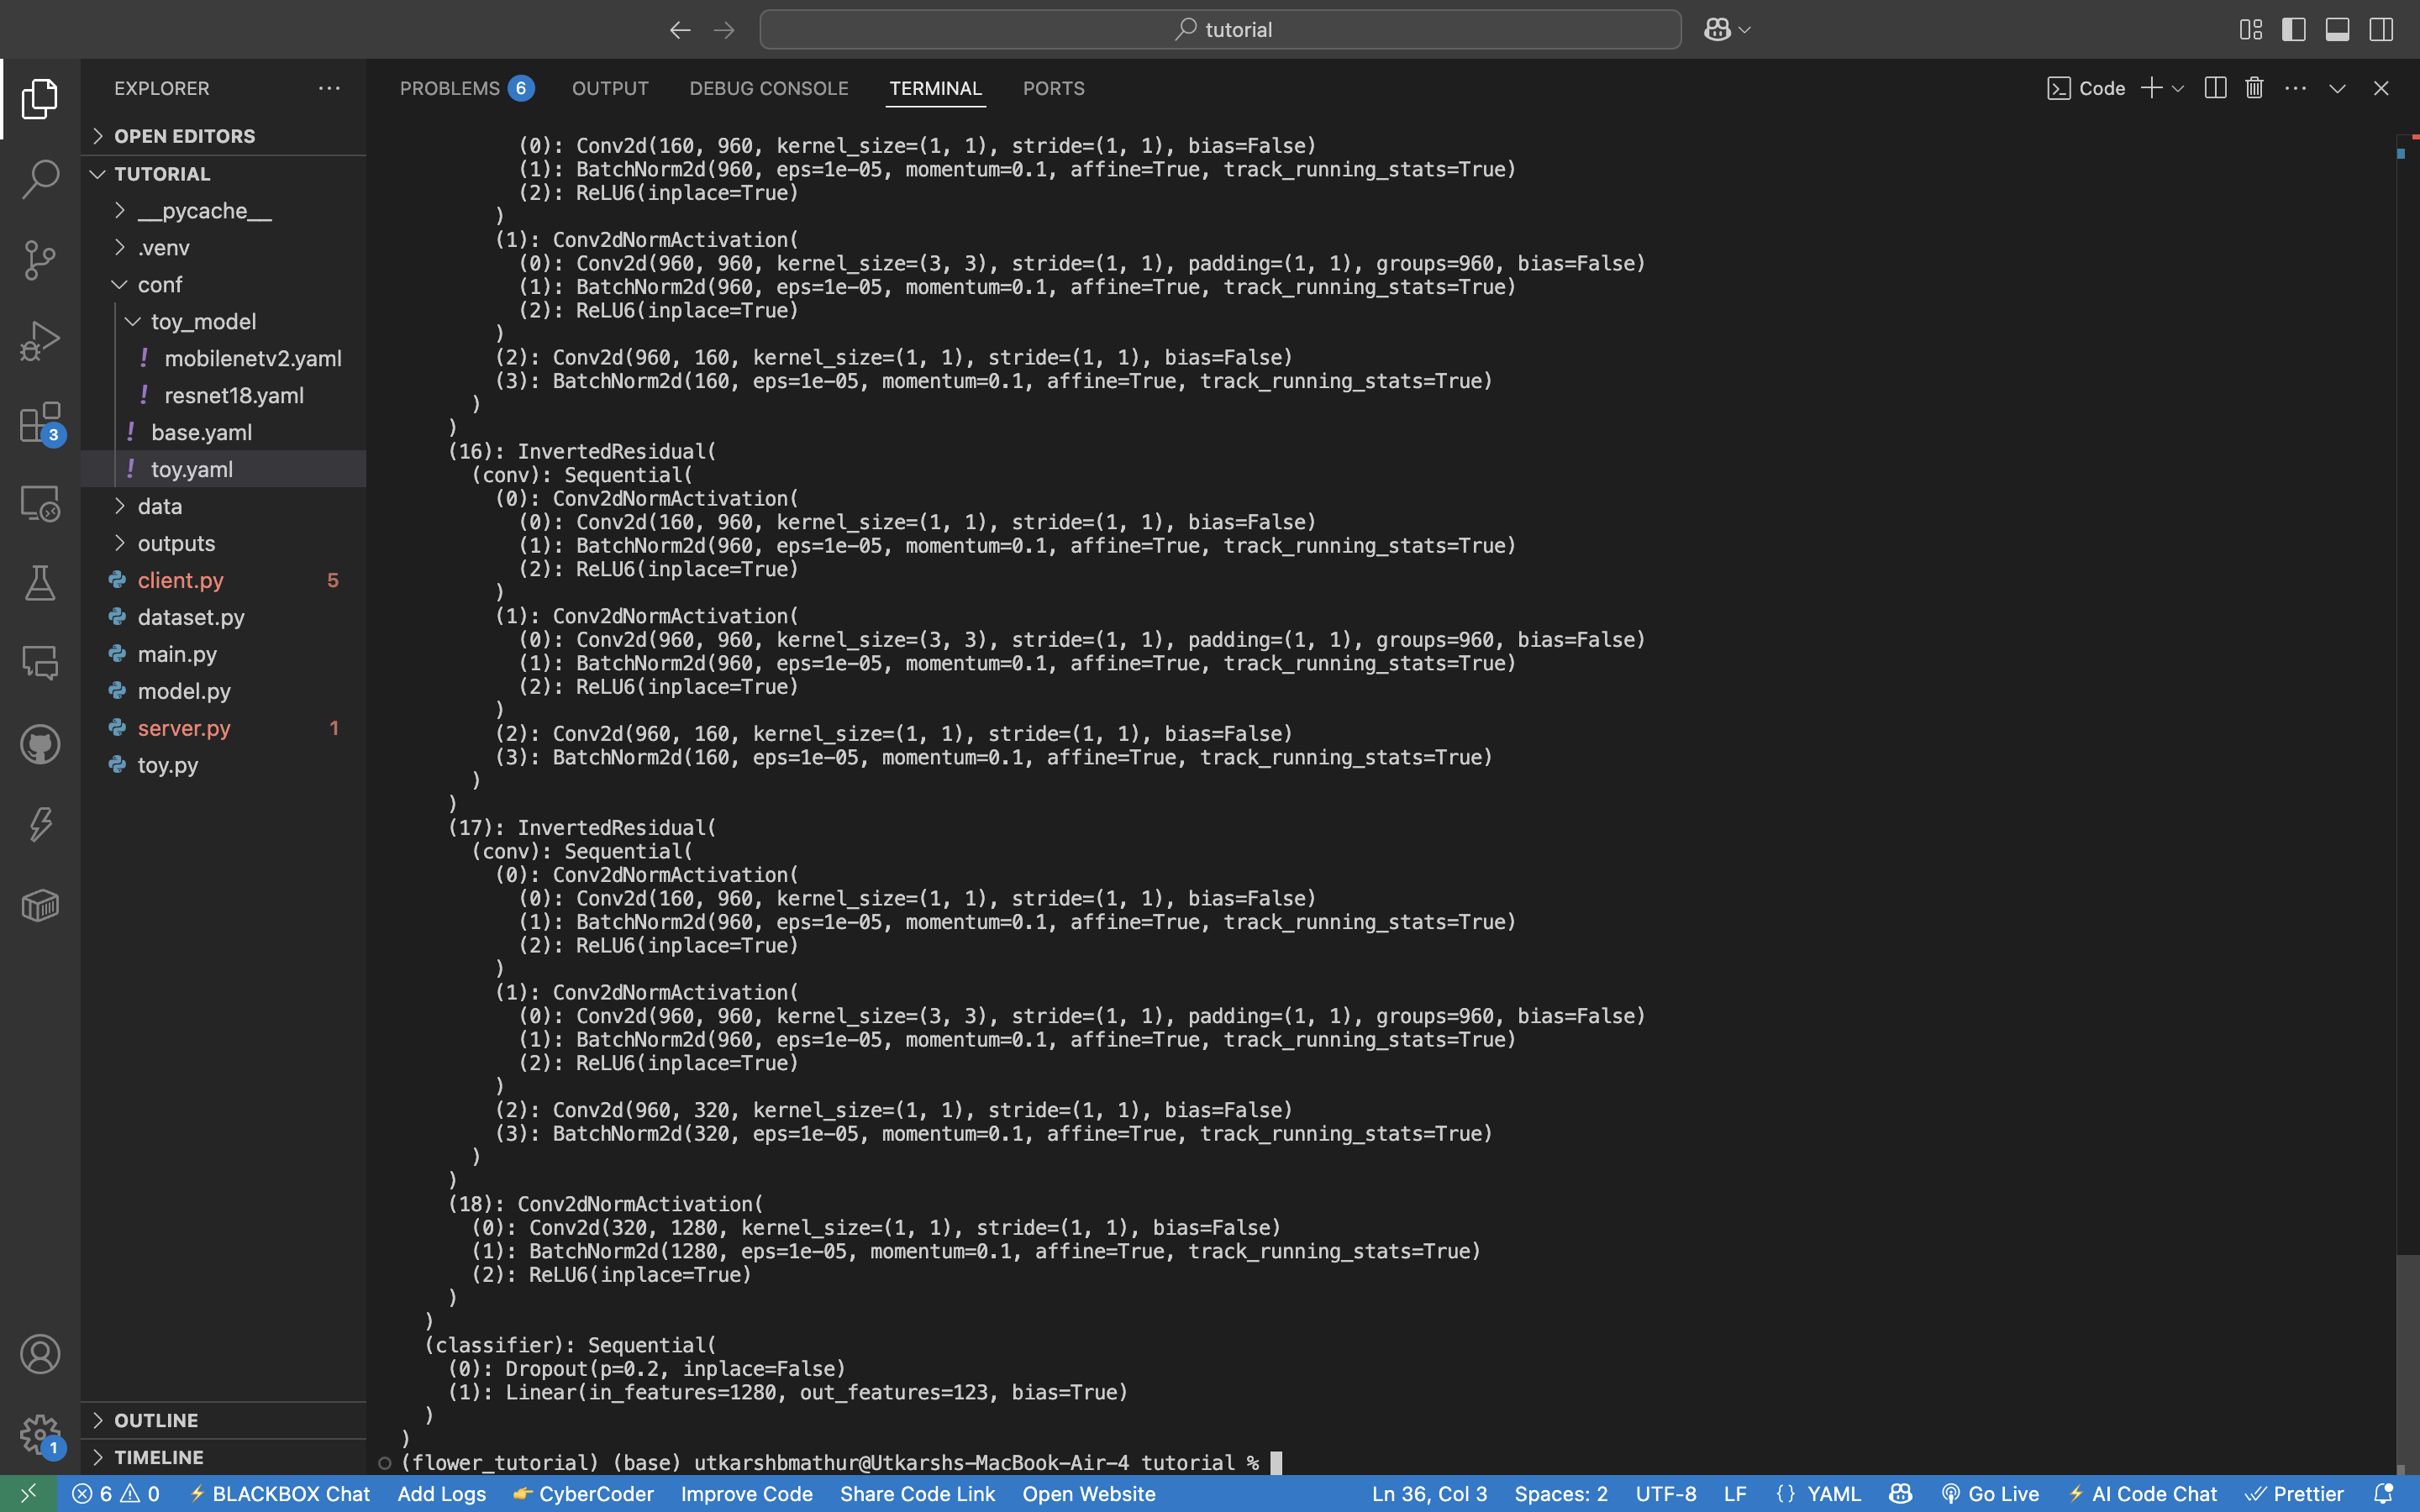 tutorial
EXPLORER
OPEN EDITORS
TUTORIAL
__pycache__
.venv
conf
toy_model
! mobilenetv2.yaml
! resnet18.yaml
! base.yaml
! toy.yaml
data
outputs
client.py 5
dataset.py
main.py
model.py
server.py 1
toy.py
OUTLINE
TIMELINE
3
1
PROBLEMS 6 OUTPUT DEBUG CONSOLE TERMINAL PORTS
Code
(0): Conv2d(160, 960, kernel_size=(1, 1), stride=(1, 1), bias=False)
(1): BatchNorm2d(960, eps=1e-05, momentum=0.1, affine=True, track_running_stats=True)
(2): ReLU6(inplace=True)
)
(1): Conv2dNormActivation(
(0): Conv2d(960, 960, kernel_size=(3, 3), stride=(1, 1), padding=(1, 1), groups=960, bias=False)
(1): BatchNorm2d(960, eps=1e-05, momentum=0.1, affine=True, track_running_stats=True)
(2): ReLU6(inplace=True)
)
(2): Conv2d(960, 160, kernel_size=(1, 1), stride=(1, 1), bias=False)
(3): BatchNorm2d(160, eps=1e-05, momentum=0.1, affine=True, track_running_stats=True)
)
)
(16): InvertedResidual(
(conv): Sequential(
(0): Conv2dNormActivation(
(0): Conv2d(160, 960, kernel_size=(1, 1), stride=(1, 1), bias=False)
(1): BatchNorm2d(960, eps=1e-05, momentum=0.1, affine=True, track_running_stats=True)
(2): ReLU6(inplace=True)
)
(1): Conv2dNormActivation(
(0): Conv2d(960, 960, kernel_size=(3, 3), stride=(1, 1), padding=(1, 1), groups=960, bias=False)
(1): BatchNorm2d(960, eps=1e-05, momentum=0.1, affine=True, track_running_stats=True)
(2): ReLU6(inplace=True)
)
(2): Conv2d(960, 160, kernel_size=(1, 1), stride=(1, 1), bias=False)
(3): BatchNorm2d(160, eps=1e-05, momentum=0.1, affine=True, track_running_stats=True)
)
)
(17): InvertedResidual(
(conv): Sequential(
(0): Conv2dNormActivation(
(0): Conv2d(160, 960, kernel_size=(1, 1), stride=(1, 1), bias=False)
(1): BatchNorm2d(960, eps=1e-05, momentum=0.1, affine=True, track_running_stats=True)
(2): ReLU6(inplace=True)
)
(1): Conv2dNormActivation(
(0): Conv2d(960, 960, kernel_size=(3, 3), stride=(1, 1), padding=(1, 1), groups=960, bias=False)
(1): BatchNorm2d(960, eps=1e-05, momentum=0.1, affine=True, track_running_stats=True)
(2): ReLU6(inplace=True)
)
(2): Conv2d(960, 320, kernel_size=(1, 1), stride=(1, 1), bias=False)
(3): BatchNorm2d(320, eps=1e-05, momentum=0.1, affine=True, track_running_stats=True)
)
)
(18): Conv2dNormActivation(
(0): Conv2d(320, 1280, kernel_size=(1, 1), stride=(1, 1), bias=False)
(1): BatchNorm2d(1280, eps=1e-05, momentum=0.1, affine=True, track_running_stats=True)
(2): ReLU6(inplace=True)
)
)
(classifier): Sequential(
(0): Dropout(p=0.2, inplace=False)
(1): Linear(in_features=1280, out_features=123, bias=True)
)
)
(flower_tutorial) (base) utkarshbmathur@Utkarshs-MacBook-Air-4 tutorial %
6 0 BLACKBOX Chat Add Logs CyberCoder Improve Code Share Code Link Open Website Ln 36, Col 3 Spaces: 2 UTF-8 LF {} YAML Go Live AI Code Chat Prettier